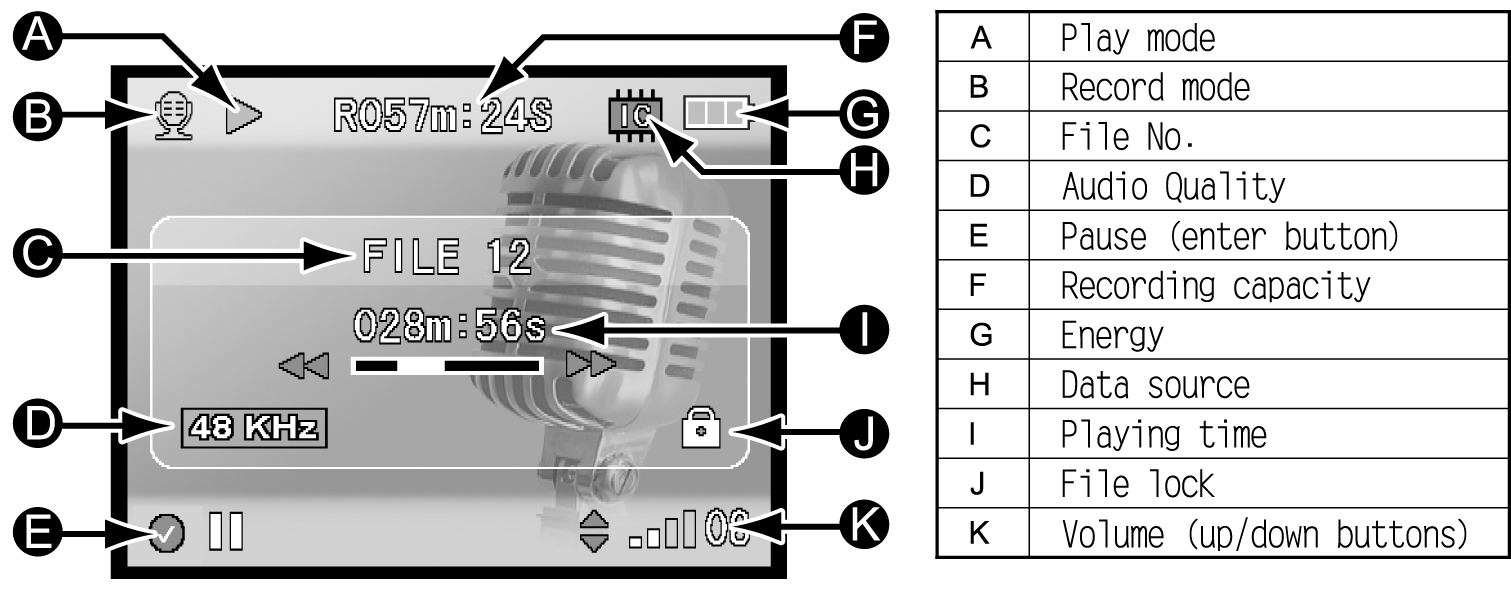 A
F
B
R057m:24S
IC
G
H
C
FILE 12
028m:56s
I
D
48 KHz
J
E
08
K
A Play mode
B Record mode
C File No.
D Audio Quality
E Pause (enter button)
F Recording capacity
G Energy
H Data source
I Playing time
J File lock
K Volume (up/down buttons)